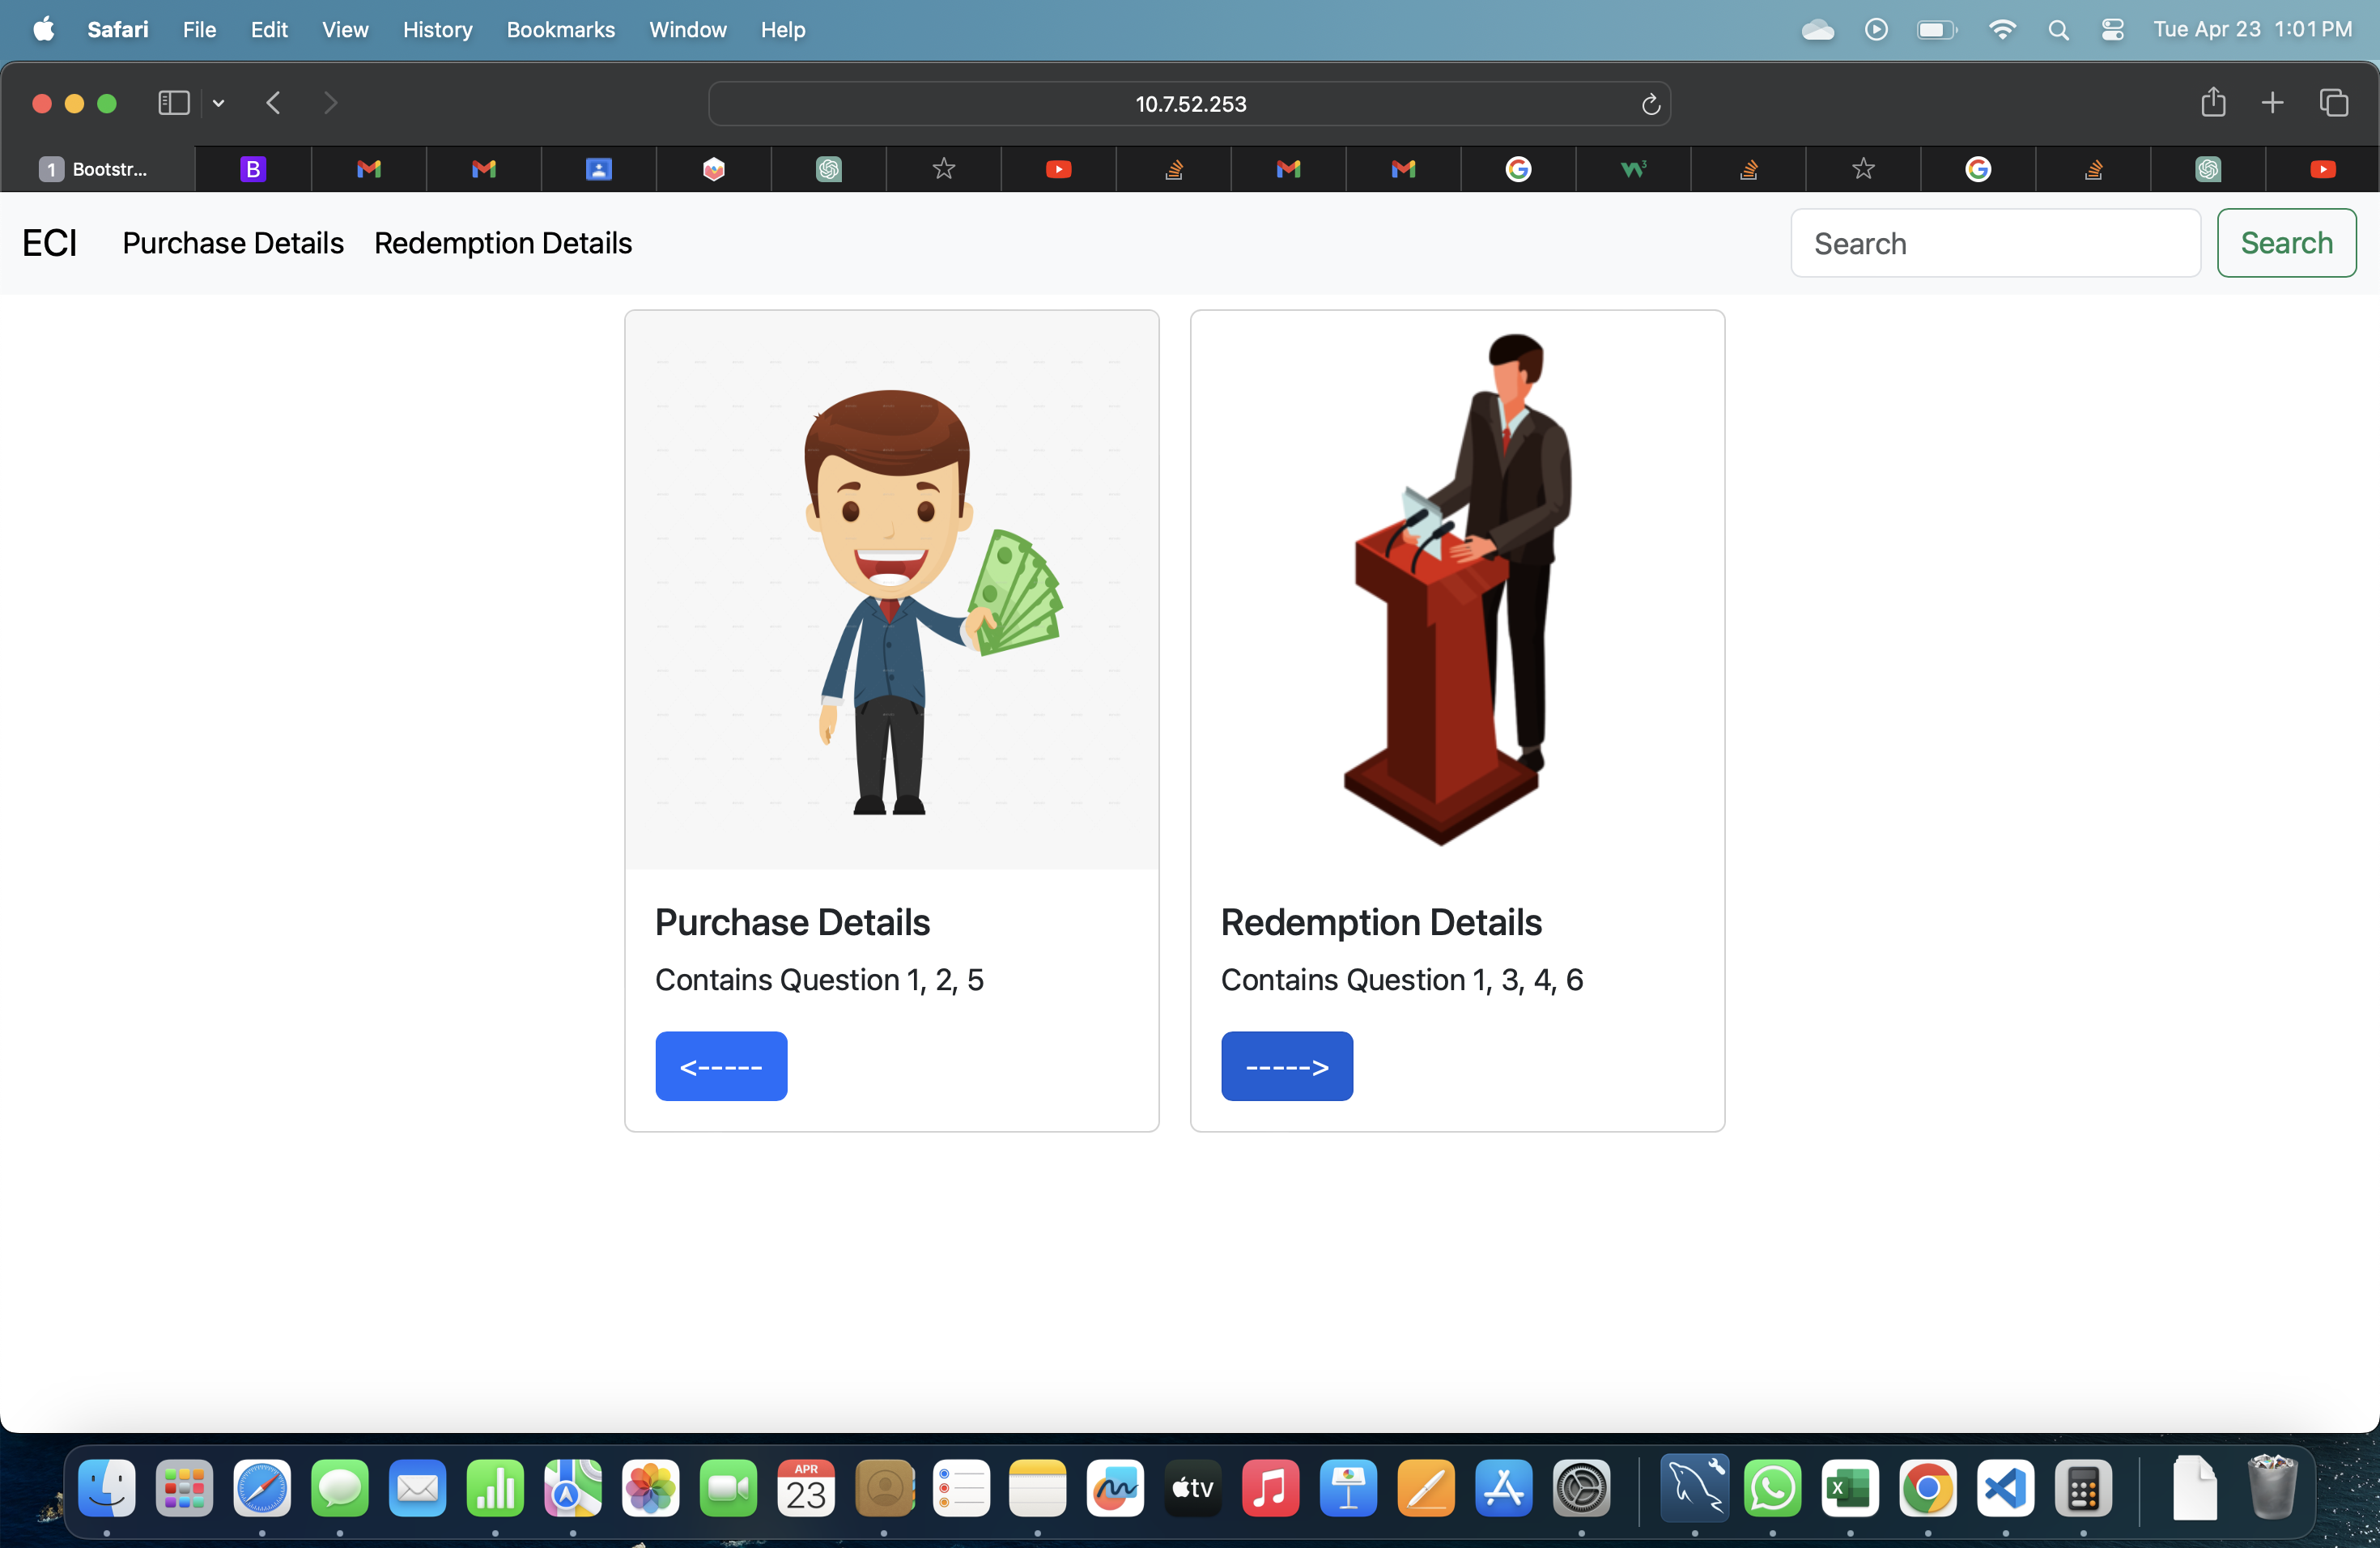 Safari File Edit View History Bookmarks Window Help Tue Apr 23 1:01 PM
10.7.52.253
1 Bootstr... B W3
ECI Purchase Details Redemption Details Search Search
Purchase Details
Contains Question 1, 2, 5
<-----
Redemption Details
Contains Question 1, 3, 4, 6
----->
APR
23
tv
X